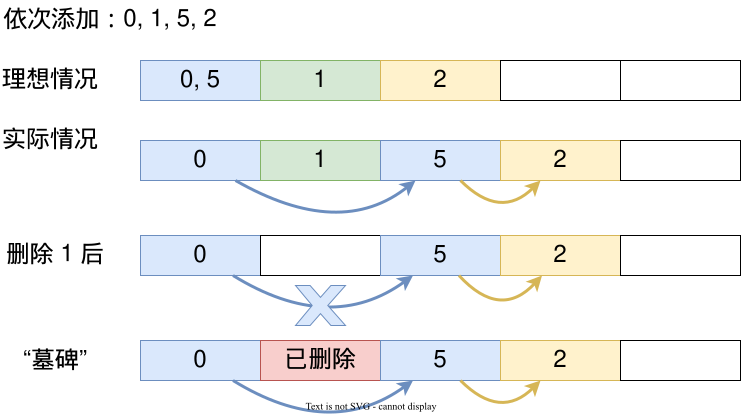 依次添加：0, 1, 5, 2
理想情况 0, 5 1 2
实际情况 0 1 5 2
删除 1 后 0 5 2
“墓碑” 0 已删除 5 2
Text is not SVG - cannot display